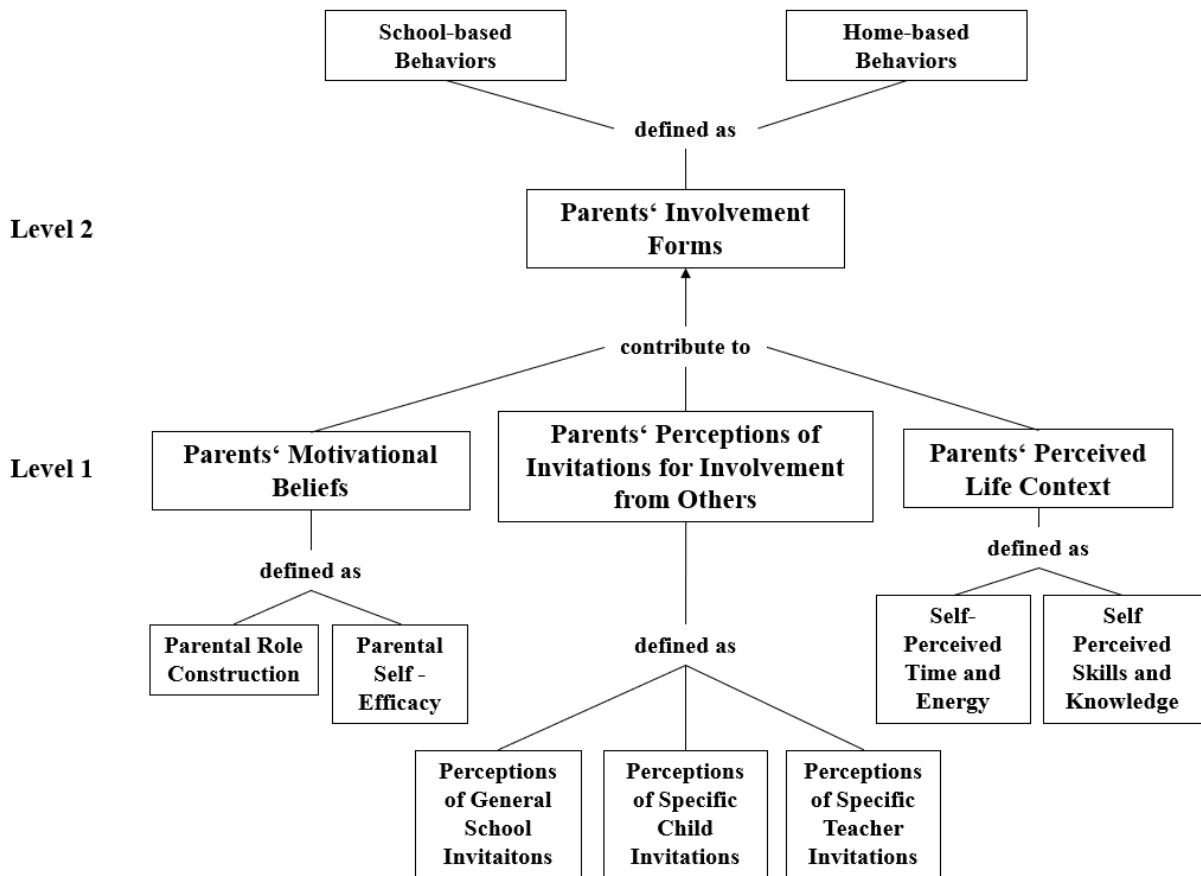 School-based
Behaviors
Home-based
Behaviors
defined as
Level 2
Parents‘ Involvement
Forms
contribute to
Level 1
Parents‘ Motivational
Beliefs
Parents‘ Perceptions of
Invitations for Involvement
from Others
Parents‘ Perceived
Life Context
defined as
defined as
Parental Role
Construction
Parental
Self -
Efficacy
defined as
Self-
Perceived
Time and
Energy
Self
Perceived
Skills and
Knowledge
Perceptions
of General
School
Invitaitons
Perceptions
of Specific
Child
Invitations
Perceptions
of Specific
Teacher
Invitations